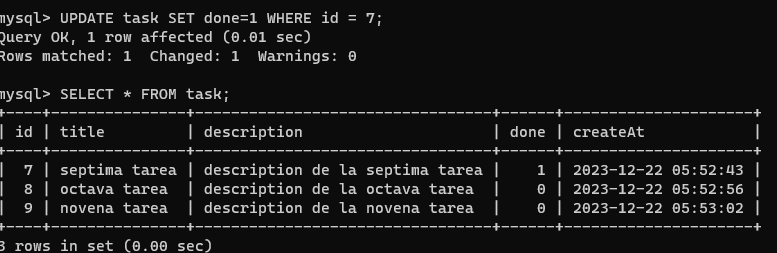 mysql> UPDATE task SET done=1 WHERE id = 7;
Query OK, 1 row affected (0.01 sec)
Rows matched: 1  Changed: 1  Warnings: 0

mysql> SELECT * FROM task;
+----+---------------+--------------------------------+------+---------------------+
| id | title         | description                    | done | createAt            |
+----+---------------+--------------------------------+------+---------------------+
|  7 | septima tarea | description de la septima tarea |    1 | 2023-12-22 05:52:43 |
|  8 | octava tarea  | description de la octava tarea  |    0 | 2023-12-22 05:52:56 |
|  9 | novena tarea  | description de la novena tarea  |    0 | 2023-12-22 05:53:02 |
+----+---------------+--------------------------------+------+---------------------+
3 rows in set (0.00 sec)